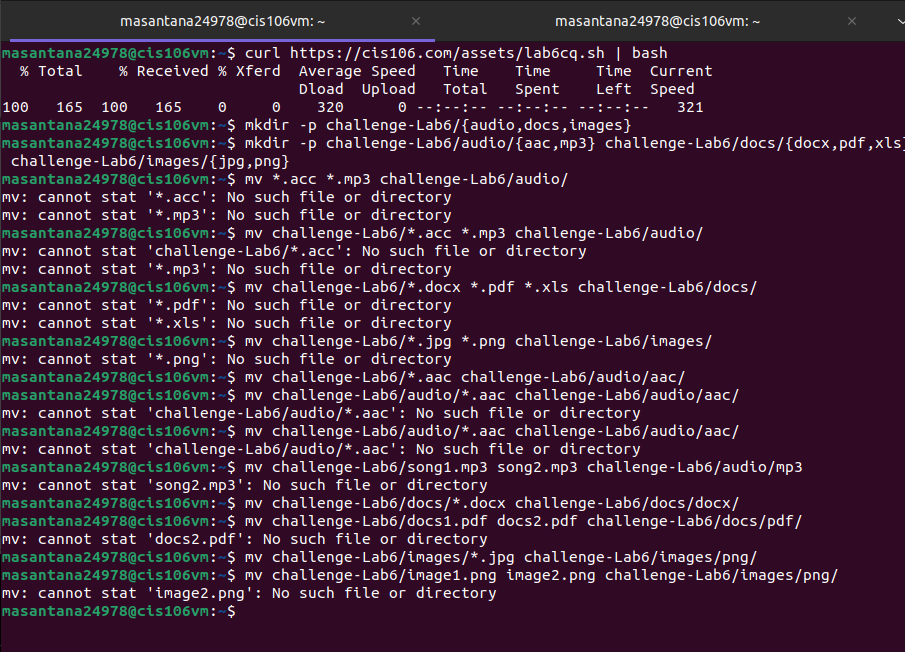 masantana24978@cis106vm: ~ × masantana24978@cis106vm: ~ ×
masantana24978@cis106vm:~$ curl https://cis106.com/assets/lab6cq.sh | bash
  % Total    % Received % Xferd  Average Speed   Time    Time     Time  Current
                                 Dload  Upload   Total   Spent    Left  Speed
100   165  100   165    0     0    320      0 --:--:-- --:--:-- --:--:--   321
masantana24978@cis106vm:~$ mkdir -p challenge-Lab6/{audio,docs,images}
masantana24978@cis106vm:~$ mkdir -p challenge-Lab6/audio/{aac,mp3} challenge-Lab6/docs/{docx,pdf,xls}
 challenge-Lab6/images/{jpg,png}
masantana24978@cis106vm:~$ mv *.acc *.mp3 challenge-Lab6/audio/
mv: cannot stat '*.acc': No such file or directory
mv: cannot stat '*.mp3': No such file or directory
masantana24978@cis106vm:~$ mv challenge-Lab6/*.acc *.mp3 challenge-Lab6/audio/
mv: cannot stat 'challenge-Lab6/*.acc': No such file or directory
mv: cannot stat '*.mp3': No such file or directory
masantana24978@cis106vm:~$ mv challenge-Lab6/*.docx *.pdf *.xls challenge-Lab6/docs/
mv: cannot stat '*.pdf': No such file or directory
mv: cannot stat '*.xls': No such file or directory
masantana24978@cis106vm:~$ mv challenge-Lab6/*.jpg *.png challenge-Lab6/images/
mv: cannot stat '*.png': No such file or directory
masantana24978@cis106vm:~$ mv challenge-Lab6/*.aac challenge-Lab6/audio/aac/
masantana24978@cis106vm:~$ mv challenge-Lab6/audio/*.aac challenge-Lab6/audio/aac/
mv: cannot stat 'challenge-Lab6/audio/*.aac': No such file or directory
masantana24978@cis106vm:~$ mv challenge-Lab6/audio/*.aac challenge-Lab6/audio/aac/
mv: cannot stat 'challenge-Lab6/audio/*.aac': No such file or directory
masantana24978@cis106vm:~$ mv challenge-Lab6/song1.mp3 song2.mp3 challenge-Lab6/audio/mp3
mv: cannot stat 'song2.mp3': No such file or directory
masantana24978@cis106vm:~$ mv challenge-Lab6/docs/*.docx challenge-Lab6/docs/docx/
masantana24978@cis106vm:~$ mv challenge-Lab6/docs1.pdf docs2.pdf challenge-Lab6/docs/pdf/
mv: cannot stat 'docs2.pdf': No such file or directory
masantana24978@cis106vm:~$ mv challenge-Lab6/images/*.jpg challenge-Lab6/images/png/
masantana24978@cis106vm:~$ mv challenge-Lab6/image1.png image2.png challenge-Lab6/images/png/
mv: cannot stat 'image2.png': No such file or directory
masantana24978@cis106vm:~$